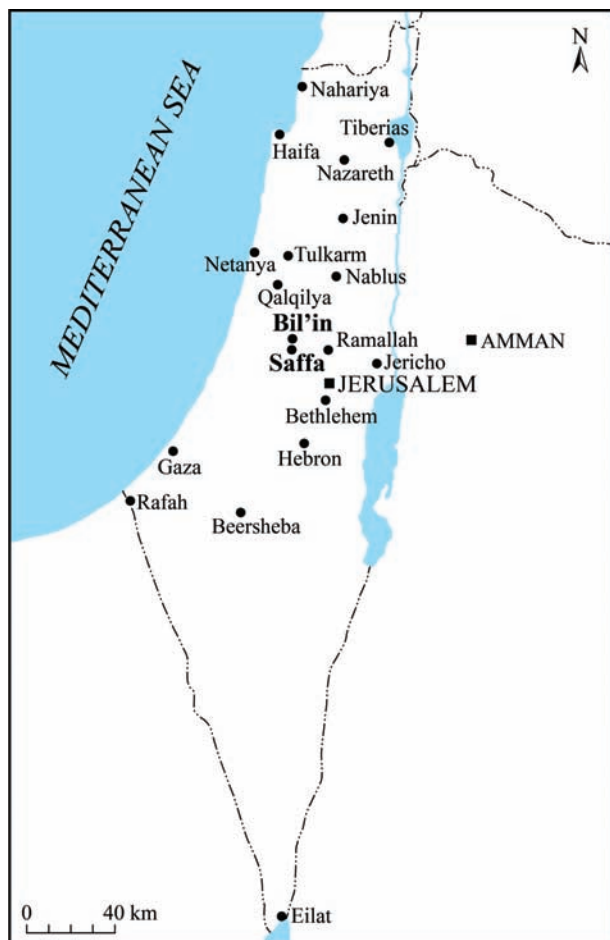 N
MEDITERRANEAN SEA
Nahariya
Tiberias
Haifa
Nazareth
Jenin
Netanya
Tulkarm
Nablus
Qalqilya
Bil’in
Ramallah
AMMAN
Saffa
Jericho
JERUSALEM
Bethlehem
Hebron
Gaza
Rafah
Beersheba
Eilat
0 40 km